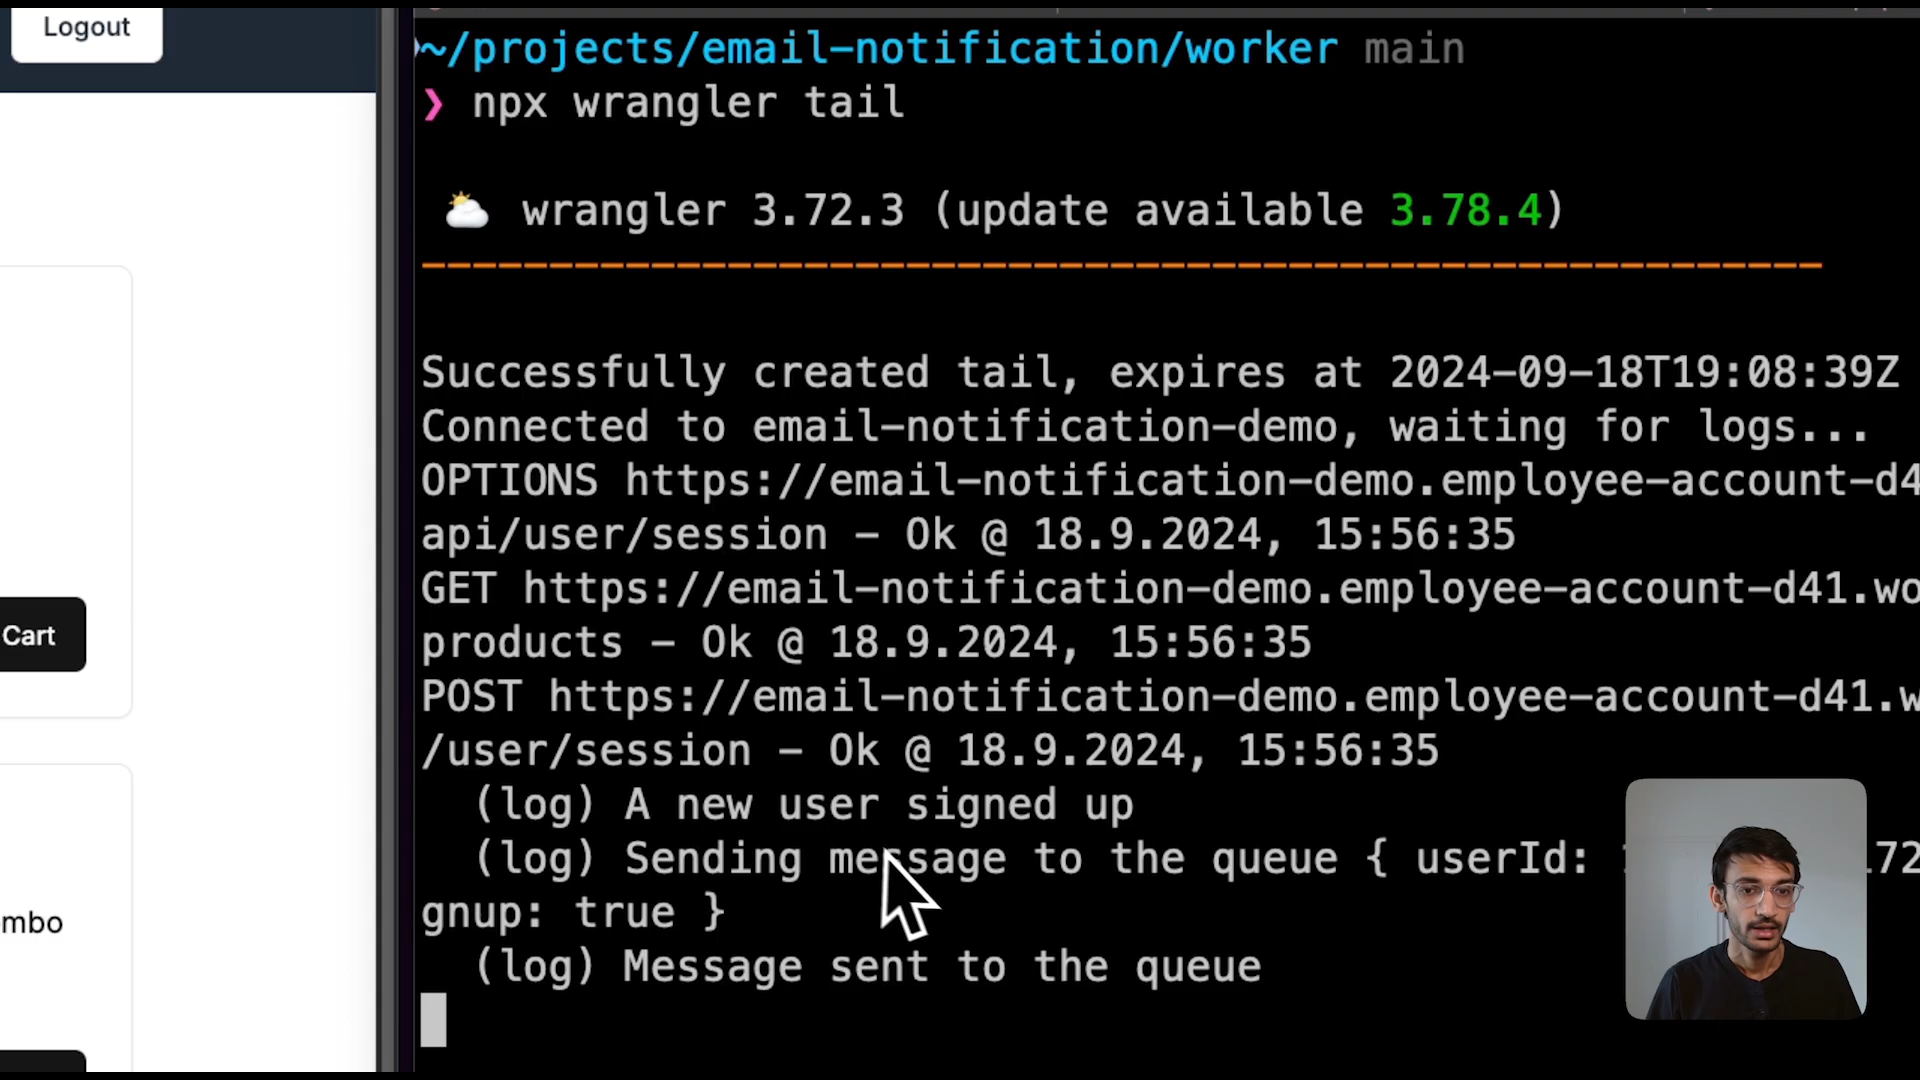 Logout
Cart
mbo
~/projects/email-notification/worker main
❯ npx wrangler tail
⛅ wrangler 3.72.3 (update available 3.78.4)
-------------------------------------------------------
Successfully created tail, expires at 2024-09-18T19:08:39Z
Connected to email-notification-demo, waiting for logs...
OPTIONS https://email-notification-demo.employee-account-d4
api/user/session - Ok @ 18.9.2024, 15:56:35
GET https://email-notification-demo.employee-account-d41.wo
products - Ok @ 18.9.2024, 15:56:35
POST https://email-notification-demo.employee-account-d41.w
/user/session - Ok @ 18.9.2024, 15:56:35
(log) A new user signed up
(log) Sending message to the queue { userId: 172
gnup: true }
(log) Message sent to the queue